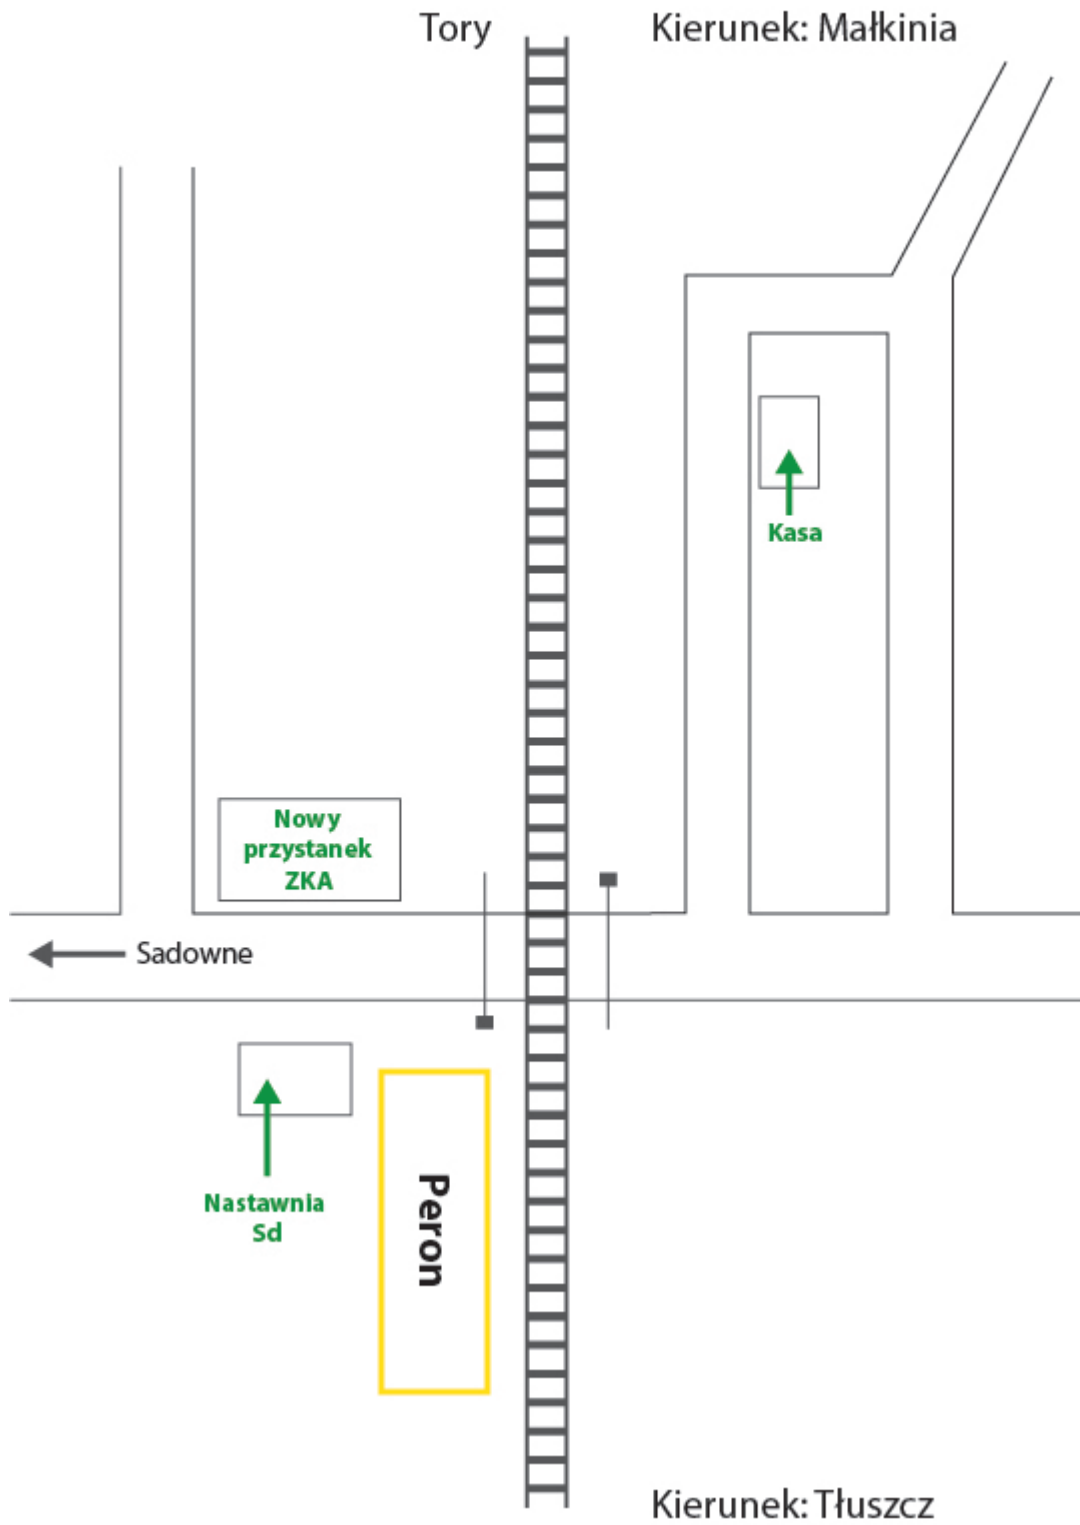 Tory
Kierunek: Małkinia
Kasa
Nowy
przystanek
ZKA
Sadowne
Nastawnia
Sd
Peron
Kierunek: Tłuszcz